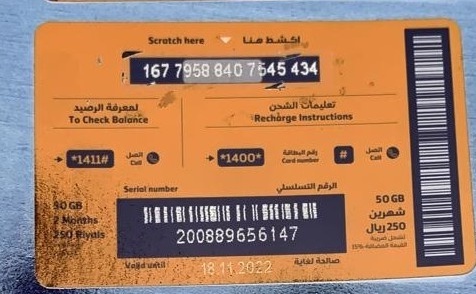 Scratch here اكشط هنا
167 7958 840 7545 434
لمعرفة الرصيد
To Check Balance
تعليمات الشحن
Recharge Instructions
*1411# اتصل
Call
*1400* رقم البطاقة # اتصل
Card number Call
Serial number الرقم التسلسلي
200889656147
Valid until 18.11.2022 صالحة لغاية
50 GB
2 Months
250 Riyals
50 GB
شهرين
250 ريال
تشمل ضريبة
القيمة المضافة 15%